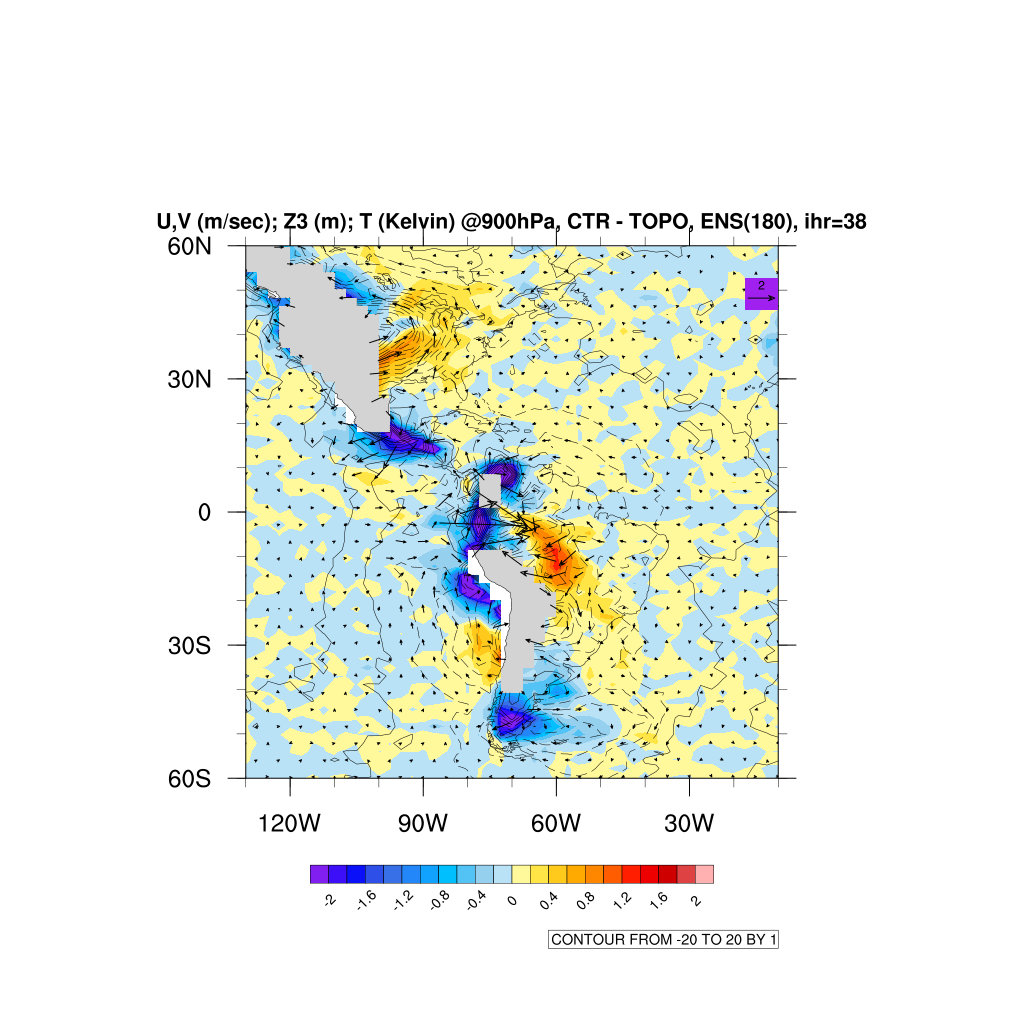 U,V (m/sec); Z3 (m); T (Kelvin) @900hPa, CTR - TOPO, ENS(180), ihr=38
60N
2
30N
0
30S
60S
120W 90W 60W 30W
-2 -1.6 -1.2 -0.8 -0.4 0 0.4 0.8 1.2 1.6 2
CONTOUR FROM -20 TO 20 BY 1